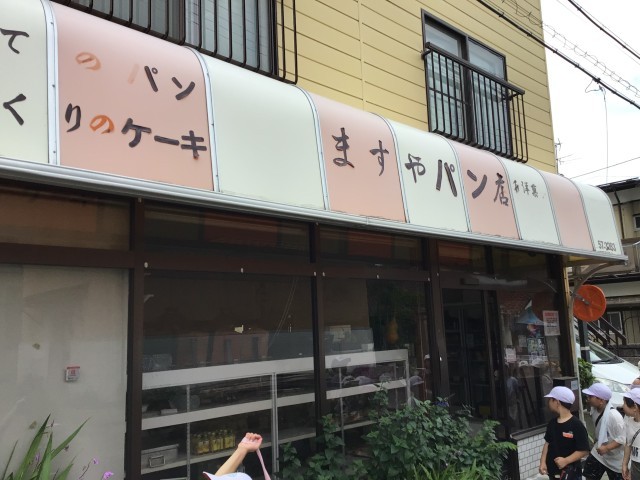 ての パン
くりのケーキ
ますやパン店